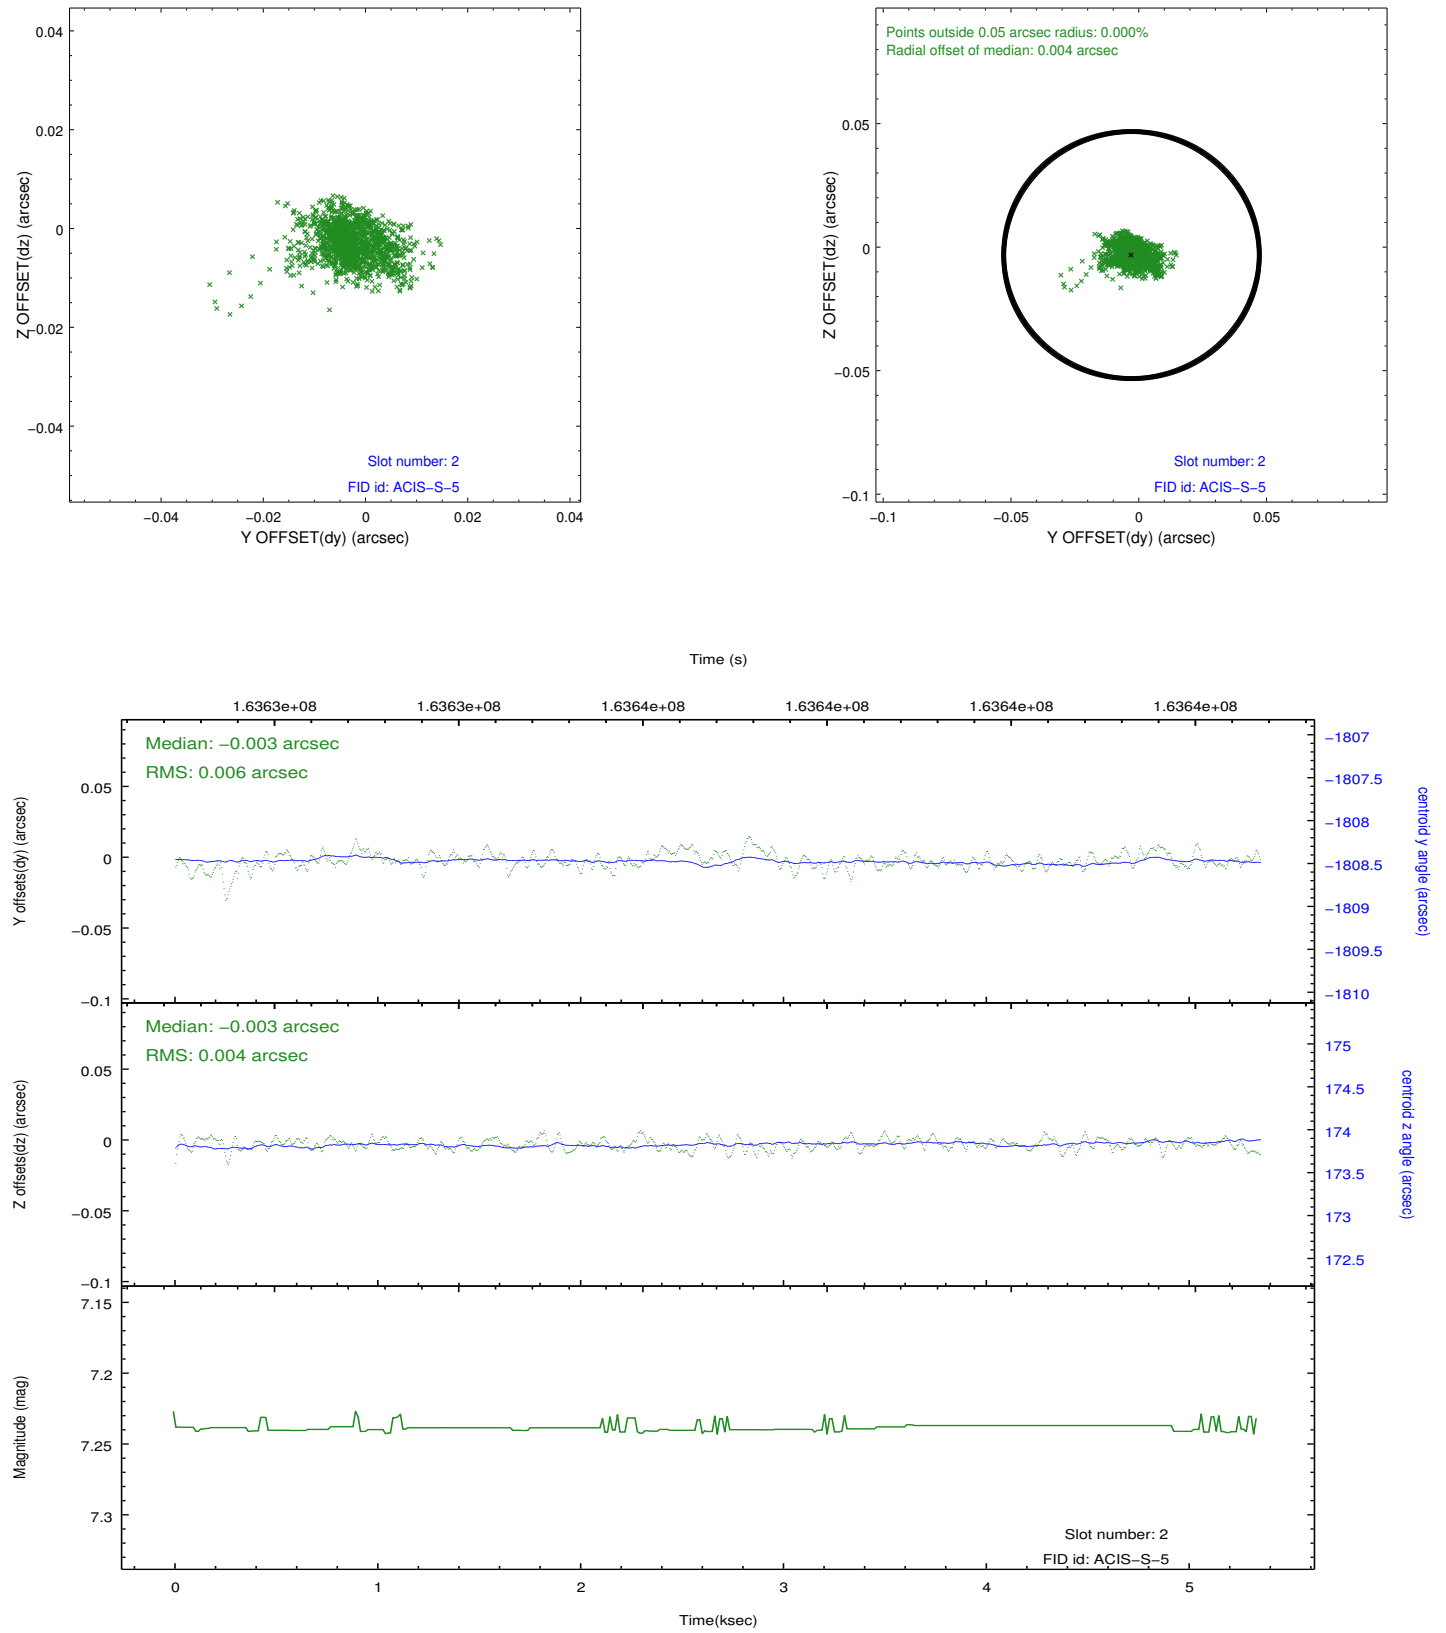 0.04
0.02
0
−0.02
−0.04
Z OFFSET(dz) (arcsec)
Slot number: 2
FID id: ACIS−S−5
−0.04 −0.02 0 0.02 0.04
Y OFFSET(dy) (arcsec)
Points outside 0.05 arcsec radius: 0.000%
Radial offset of median: 0.004 arcsec
0.05
0
−0.05
−0.1
Z OFFSET(dz) (arcsec)
Slot number: 2
FID id: ACIS−S−5
−0.1 −0.05 0 0.05
Y OFFSET(dy) (arcsec)
Time (s)
1.6363e+08 1.6363e+08 1.6364e+08 1.6364e+08 1.6364e+08 1.6364e+08
Median: −0.003 arcsec
RMS: 0.006 arcsec
0.05
0
−0.05
−0.1
Y offsets(dy) (arcsec)
−1807
−1807.5
−1808
−1808.5
−1809
−1809.5
−1810
centroid y angle (arcsec)
Median: −0.003 arcsec
RMS: 0.004 arcsec
0.05
0
−0.05
−0.1
Z offsets(dz) (arcsec)
175
174.5
174
173.5
173
172.5
centroid z angle (arcsec)
7.15
7.2
7.25
7.3
Magnitude (mag)
Slot number: 2
FID id: ACIS−S−5
0 1 2 3 4 5
Time(ksec)